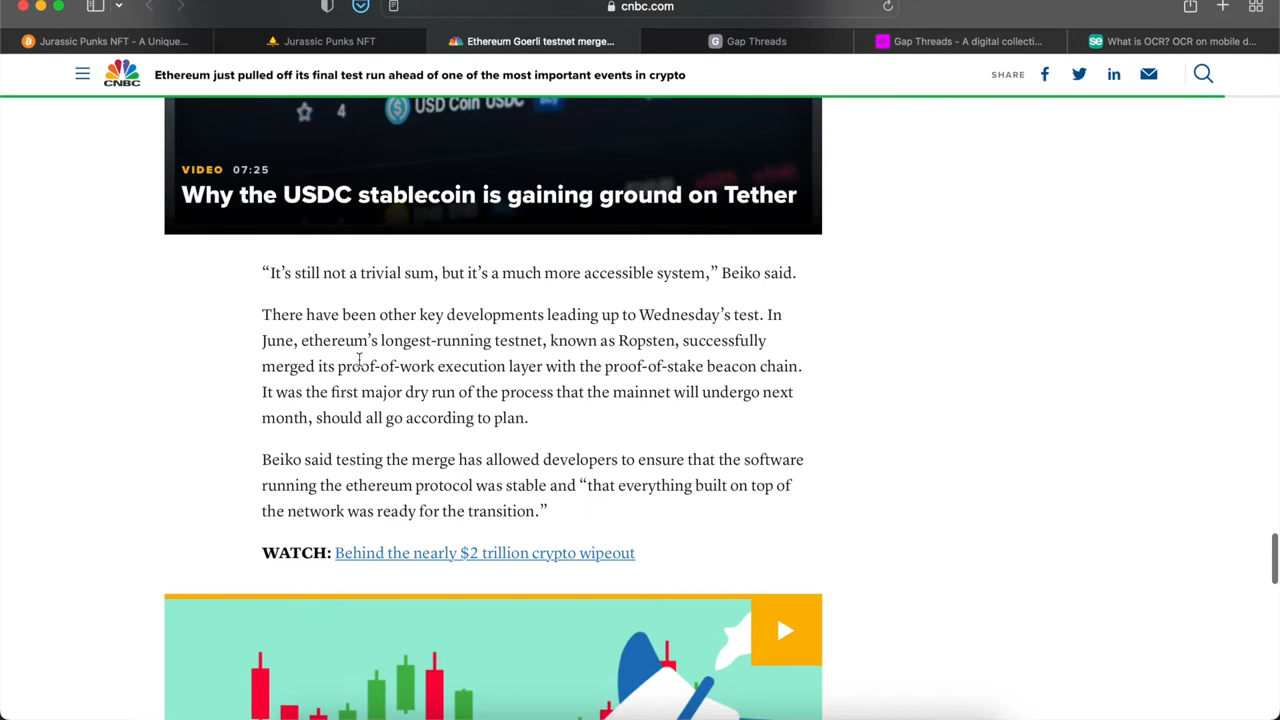 cnbc.com
Jurassic Punks NFT - A Unique...
Jurassic Punks NFT
Ethereum Goerli testnet merge...
G
Gap Threads
Gap Threads - A digital collecti...
se
What is OCR? OCR on mobile d...
CNBC
Ethereum just pulled off its final test run ahead of one of the most important events in crypto
SHARE
4
USD Coin USDC
VIDEO 07:25
Why the USDC stablecoin is gaining ground on Tether
“It’s still not a trivial sum, but it’s a much more accessible system,” Beiko said.
There have been other key developments leading up to Wednesday’s test. In
June, ethereum’s longest-running testnet, known as Ropsten, successfully
merged its proof-of-work execution layer with the proof-of-stake beacon chain.
It was the first major dry run of the process that the mainnet will undergo next
month, should all go according to plan.
Beiko said testing the merge has allowed developers to ensure that the software
running the ethereum protocol was stable and “that everything built on top of
the network was ready for the transition.”
WATCH: Behind the nearly $2 trillion crypto wipeout